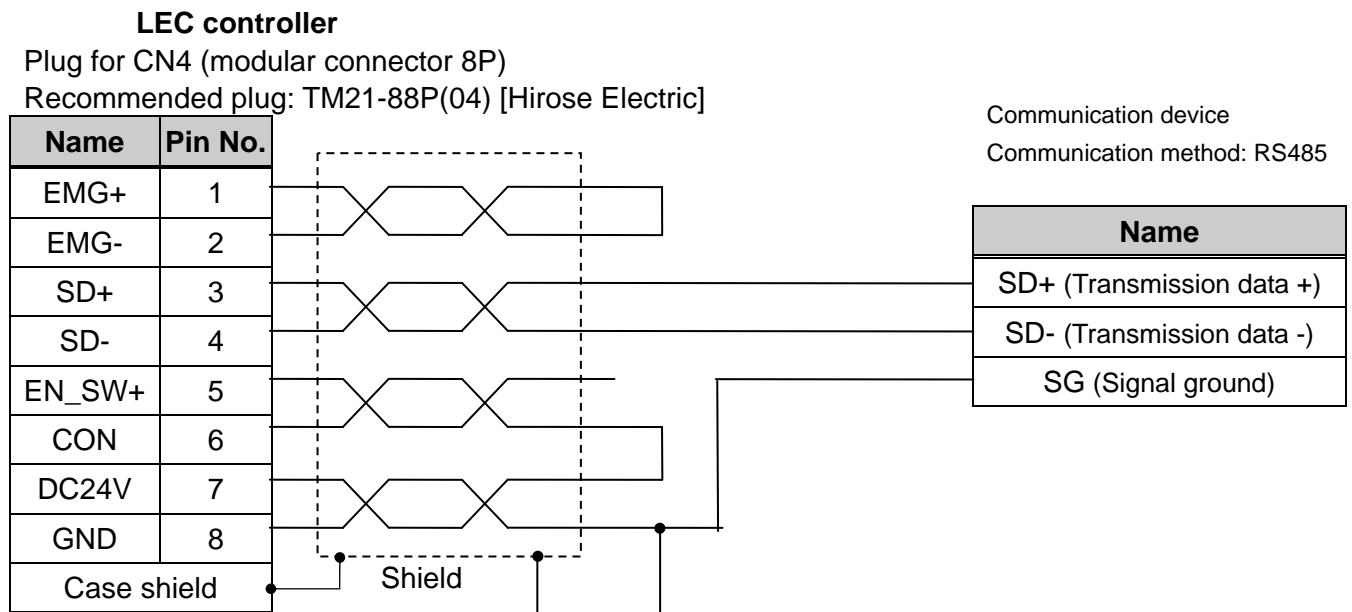 LEC controller
Plug for CN4 (modular connector 8P)
Recommended plug: TM21-88P(04) [Hirose Electric]
Communication device
Communication method: RS485
Name Pin No.
EMG+ 1
EMG- 2
SD+ 3
SD- 4
EN_SW+ 5
CON 6
DC24V 7
GND 8
Case shield
Shield
Name
SD+ (Transmission data +)
SD- (Transmission data -)
SG (Signal ground)